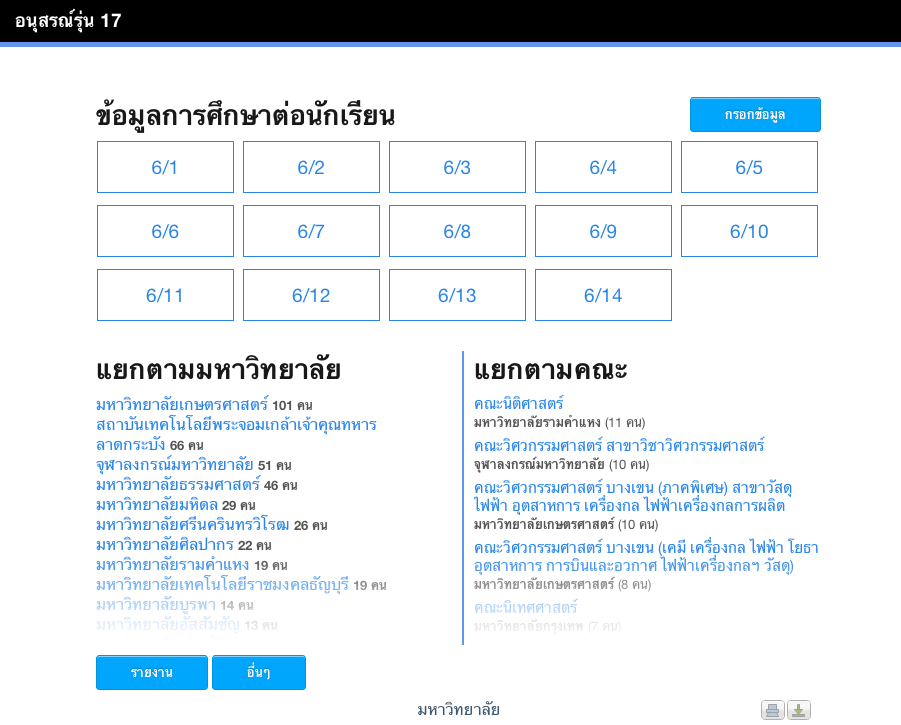 อนุสรณ์รุ่น 17
ข้อมูลการศึกษาต่อนักเรียน
กรอกข้อมูล
6/1
6/2
6/3
6/4
6/5
6/6
6/7
6/8
6/9
6/10
6/11
6/12
6/13
6/14
แยกตามมหาวิทยาลัย
มหาวิทยาลัยเกษตรศาสตร์ 101 คน
สถาบันเทคโนโลยีพระจอมเกล้าเจ้าคุณทหาร
ลาดกระบัง 66 คน
จุฬาลงกรณ์มหาวิทยาลัย 51 คน
มหาวิทยาลัยธรรมศาสตร์ 46 คน
มหาวิทยาลัยมหิดล 29 คน
มหาวิทยาลัยศรีนครินทรวิโรฒ 26 คน
มหาวิทยาลัยศิลปากร 22 คน
มหาวิทยาลัยรามคำแหง 19 คน
มหาวิทยาลัยเทคโนโลยีราชมงคลธัญบุรี 19 คน
มหาวิทยาลัยบูรพา 14 คน
มหาวิทยาลัยอัสสัมชัญ 13 คน
แยกตามคณะ
คณะนิติศาสตร์
มหาวิทยาลัยรามคำแหง (11 คน)
คณะวิศวกรรมศาสตร์ สาขาวิชาวิศวกรรมศาสตร์
จุฬาลงกรณ์มหาวิทยาลัย (10 คน)
คณะวิศวกรรมศาสตร์ บางเขน (ภาคพิเศษ) สาขาวัสดุ
ไฟฟ้า อุตสาหการ เครื่องกล ไฟฟ้าเครื่องกลการผลิต
มหาวิทยาลัยเกษตรศาสตร์ (10 คน)
คณะวิศวกรรมศาสตร์ บางเขน (เคมี เครื่องกล ไฟฟ้า โยธา
อุตสาหการ การบินและอวกาศ ไฟฟ้าเครื่องกลฯ วัสดุ)
มหาวิทยาลัยเกษตรศาสตร์ (8 คน)
คณะนิเทศศาสตร์
มหาวิทยาลัยกรุงเทพ (7 คน)
รายงาน
อื่นๆ
มหาวิทยาลัย